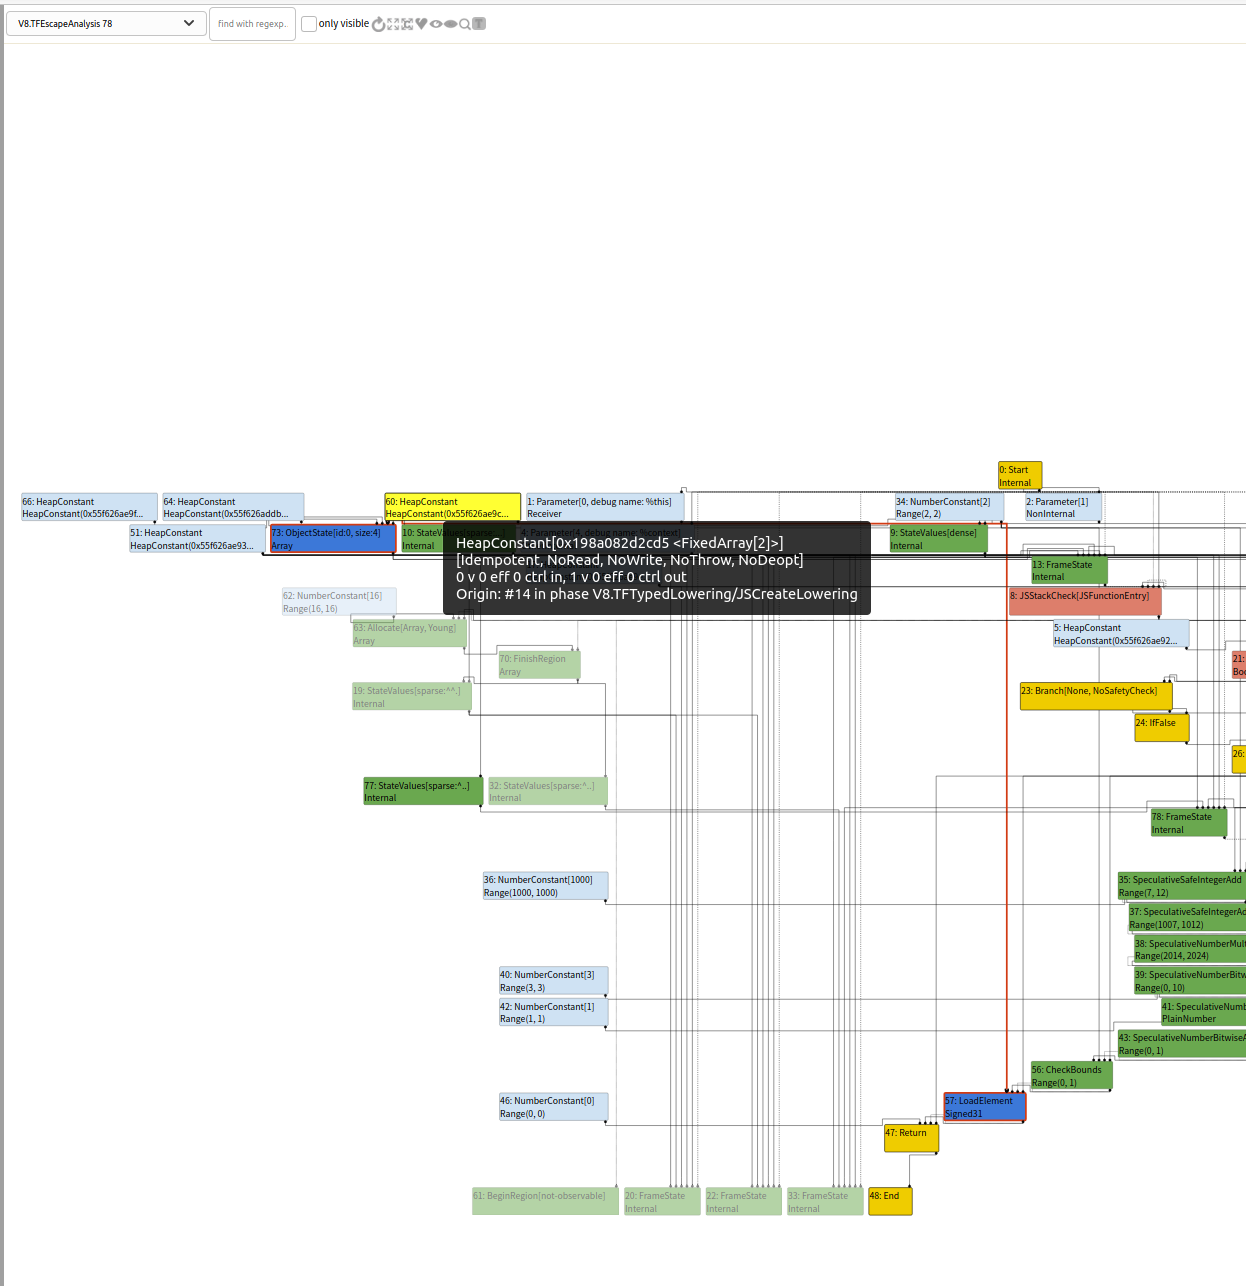 V8.TFEscapeAnalysis 78
find with regexp..
only visible
T
0: Start
Internal
66: HeapConstant
HeapConstant(0x55f626ae9f...
64: HeapConstant
HeapConstant(0x55f626addb...
60: HeapConstant
HeapConstant(0x55f626ae9c...
1: Parameter[0, debug name: %this]
Receiver
34: NumberConstant[2]
Range(2, 2)
2: Parameter[1]
NonInternal
51: HeapConstant
HeapConstant(0x55f626ae93...
73: ObjectState[id:0, size:4]
Array
10: StateValues[sparse:
Internal
4: Parameter[4, debug name: %context]
9: StateValues[dense]
Internal
HeapConstant[0x198a082d2cd5 <FixedArray[2]>]
[Idempotent, NoRead, NoWrite, NoThrow, NoDeopt]
0 v 0 eff 0 ctrl in, 1 v 0 eff 0 ctrl out
Origin: #14 in phase V8.TFTypedLowering/JSCreateLowering
13: FrameState
Internal
62: NumberConstant[16]
Range(16, 16)
8: JSStackCheck[JSFunctionEntry]
63: Allocate[Array, Young]
Array
5: HeapConstant
HeapConstant(0x55f626ae92...
70: FinishRegion
Array
21:
Boo
19: StateValues[sparse:^^.]
Internal
23: Branch[None, NoSafetyCheck]
24: IfFalse
26:
77: StateValues[sparse:^..]
Internal
32: StateValues[sparse:^..]
Internal
78: FrameState
Internal
36: NumberConstant[1000]
Range(1000, 1000)
35: SpeculativeSafeIntegerAdd
Range(7, 12)
37: SpeculativeSafeIntegerAd
Range(1007, 1012)
38: SpeculativeNumberMult
Range(2014, 2024)
40: NumberConstant[3]
Range(3, 3)
39: SpeculativeNumberBitw
Range(0, 10)
42: NumberConstant[1]
Range(1, 1)
41: SpeculativeNumb
PlainNumber
43: SpeculativeNumberBitwiseA
Range(0, 1)
56: CheckBounds
Range(0, 1)
46: NumberConstant[0]
Range(0, 0)
57: LoadElement
Signed31
47: Return
61: BeginRegion[not-observable]
20: FrameState
Internal
22: FrameState
Internal
33: FrameState
Internal
48: End